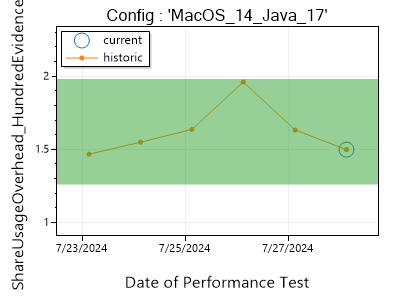 Config : 'MacOS_14_Java_17'
current
historic
ShareUsageOverhead_HundredEvidence
2
1.5
1
7/23/2024
7/25/2024
7/27/2024
Date of Performance Test